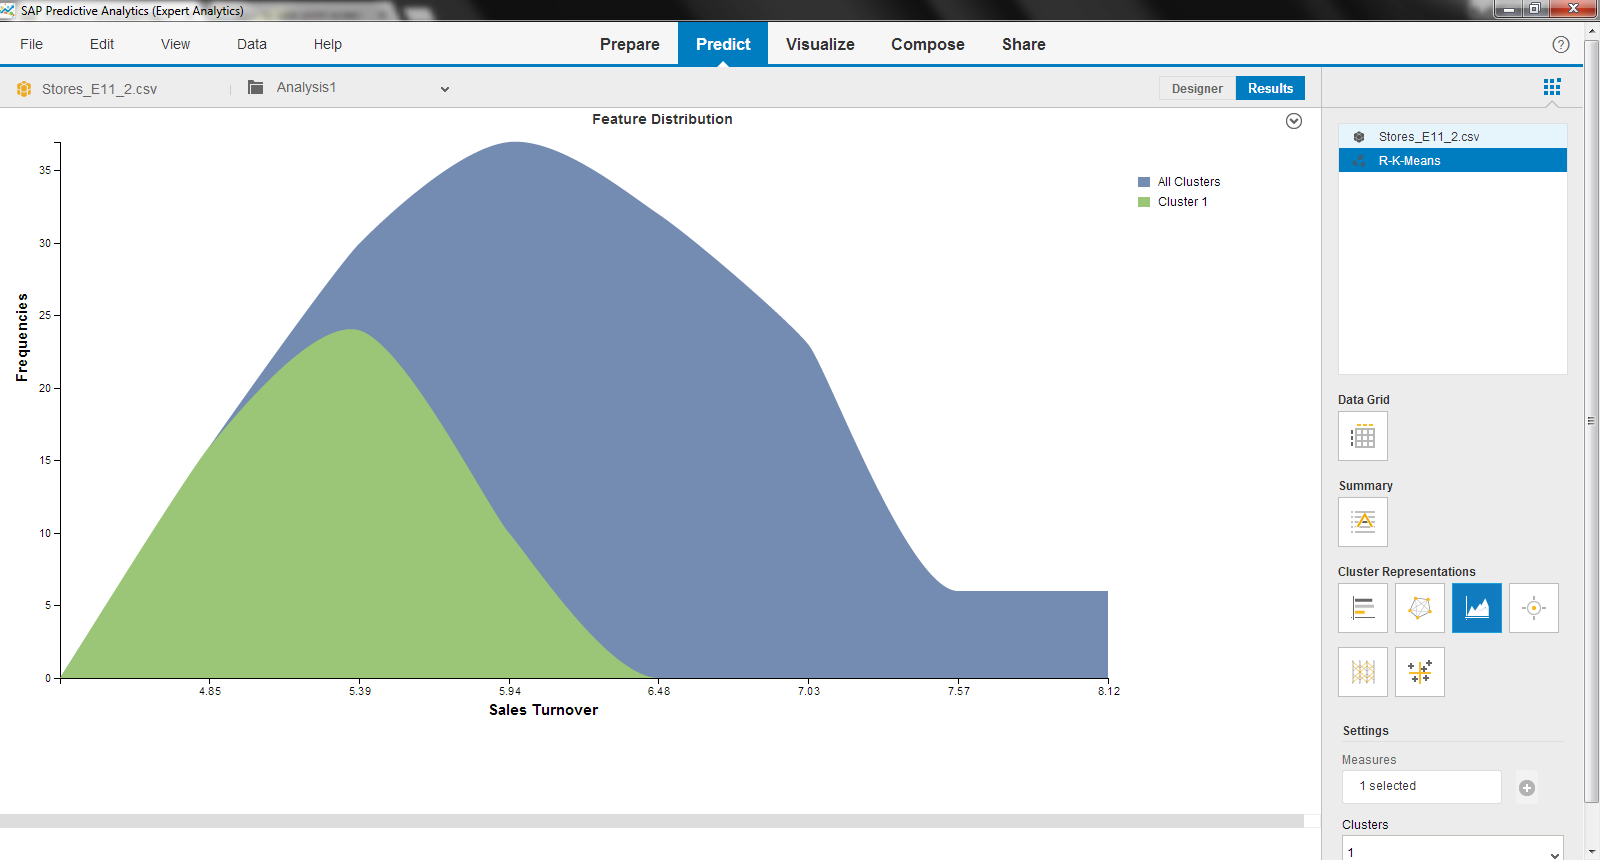 SAP Predictive Analytics (Expert Analytics)
File Edit View Data Help Prepare Predict Visualize Compose Share
Stores_E11_2.csv Analysis1 Designer Results
Feature Distribution
All Clusters
Cluster 1
Frequencies
35
30
25
20
15
10
5
0
4.85 5.39 5.94 6.48 7.03 7.57 8.12
Sales Turnover
Stores_E11_2.csv
R-K-Means
Data Grid
Summary
Cluster Representations
Settings
Measures
1 selected
Clusters
1